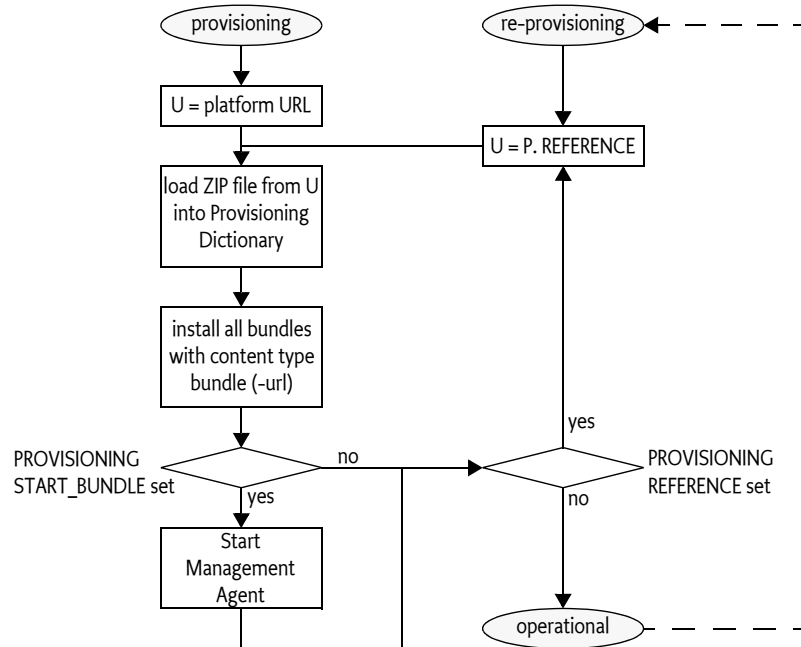 provisioning
re-provisioning
U = platform URL
U = P. REFERENCE
load ZIP file from U
into Provisioning
Dictionary
install all bundles
with content type
bundle (-url)
yes
PROVISIONING
START_BUNDLE set
no
PROVISIONING
REFERENCE set
yes
no
Start
Management
Agent
operational